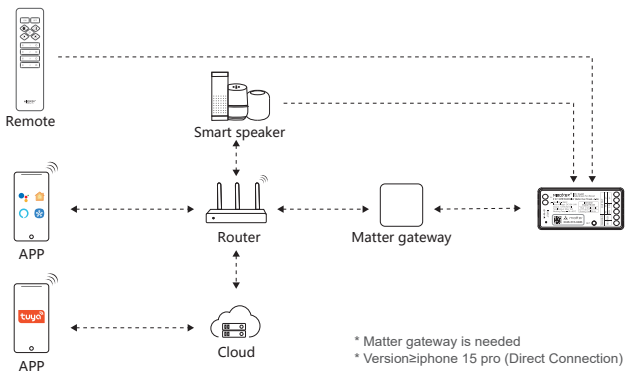 Remote
Smart speaker
APP
Router
Matter gateway
tuya
APP
Cloud
* Matter gateway is needed
* Version≥iphone 15 pro (Direct Connection)